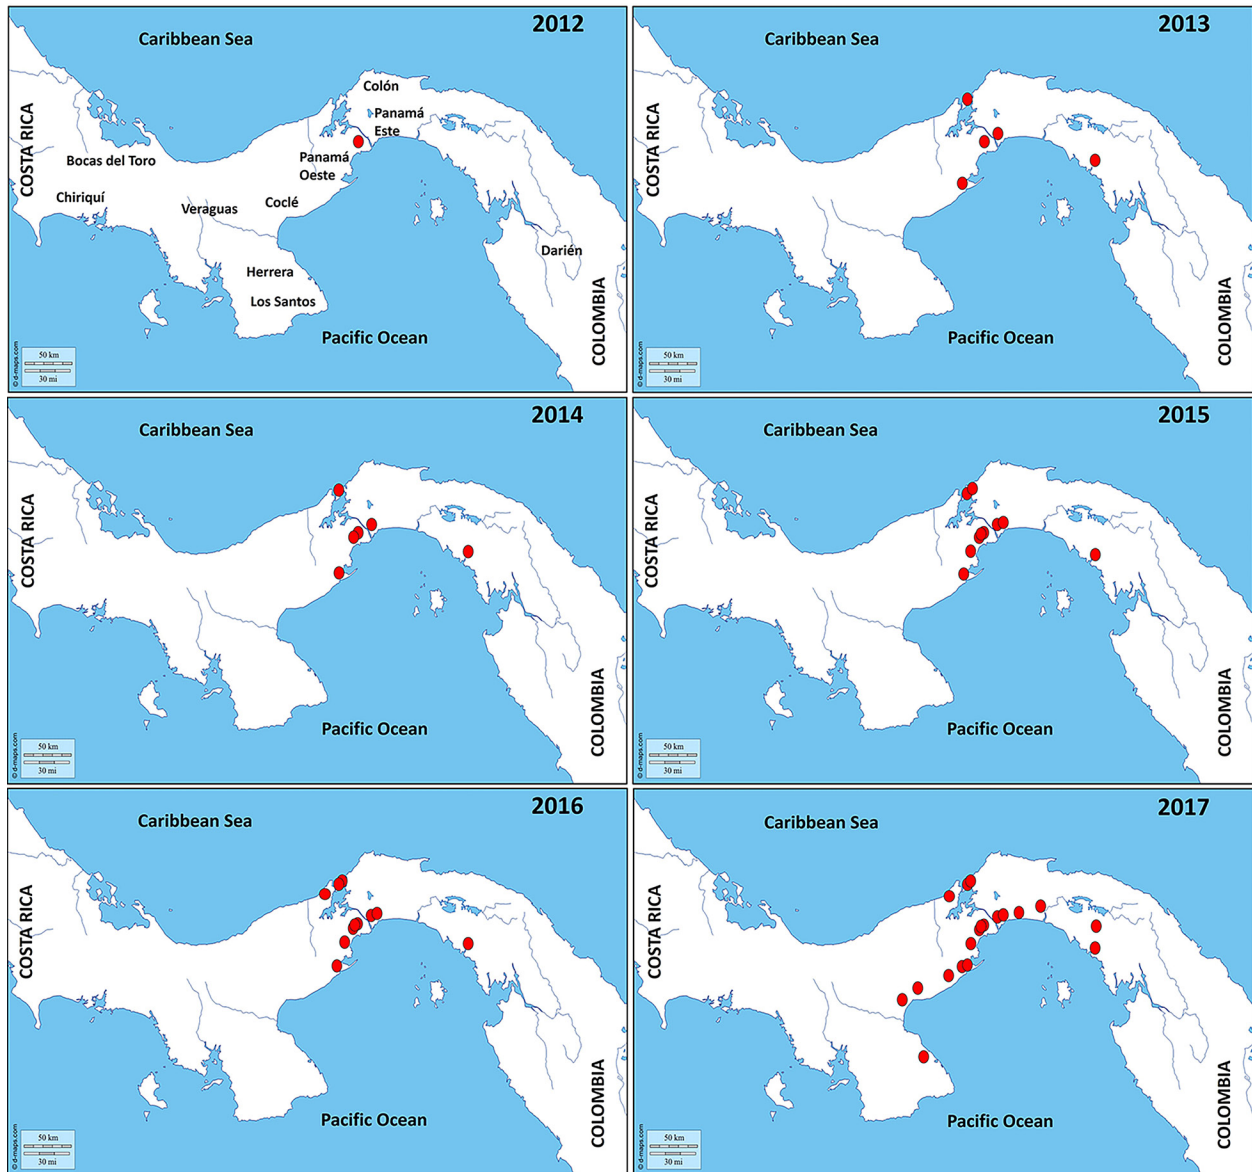 2012
Caribbean Sea
Colón
Panamá
Este
COSTA RICA
Bocas del Toro
Panamá
Oeste
Chiriquí
Veraguas
Coclé
Darién
Herrera
Los Santos
COLOMBIA
Pacific Ocean
50 km
30 mi
© d-maps.com
2013
Caribbean Sea
COSTA RICA
COLOMBIA
Pacific Ocean
50 km
30 mi
© d-maps.com
2014
Caribbean Sea
COSTA RICA
COLOMBIA
Pacific Ocean
50 km
30 mi
© d-maps.com
2015
Caribbean Sea
COSTA RICA
COLOMBIA
Pacific Ocean
50 km
30 mi
© d-maps.com
2016
Caribbean Sea
COSTA RICA
COLOMBIA
Pacific Ocean
50 km
30 mi
© d-maps.com
2017
Caribbean Sea
COSTA RICA
COLOMBIA
Pacific Ocean
50 km
30 mi
© d-maps.com